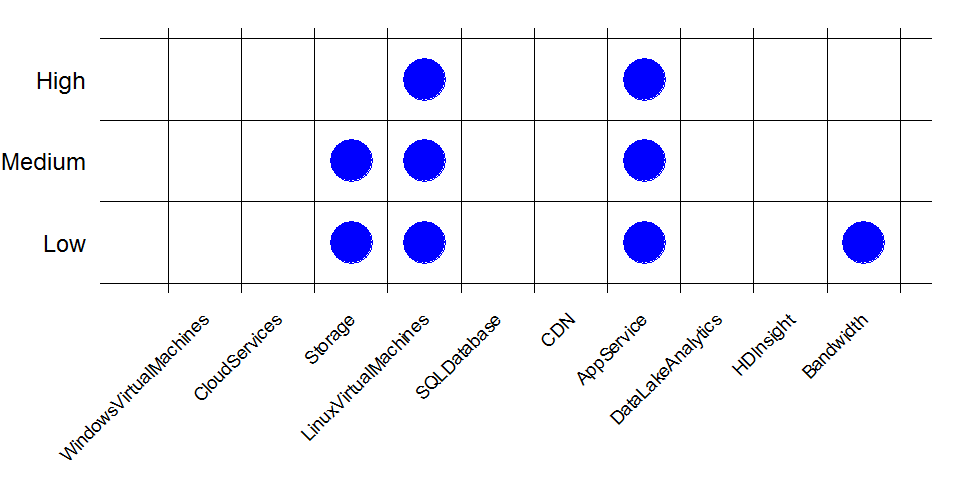 High
Medium
Low
WindowsVirtualMachines
CloudServices
Storage
LinuxVirtualMachines
SQLDatabase
CDN
AppService
DataLakeAnalytics
HDInsight
Bandwidth